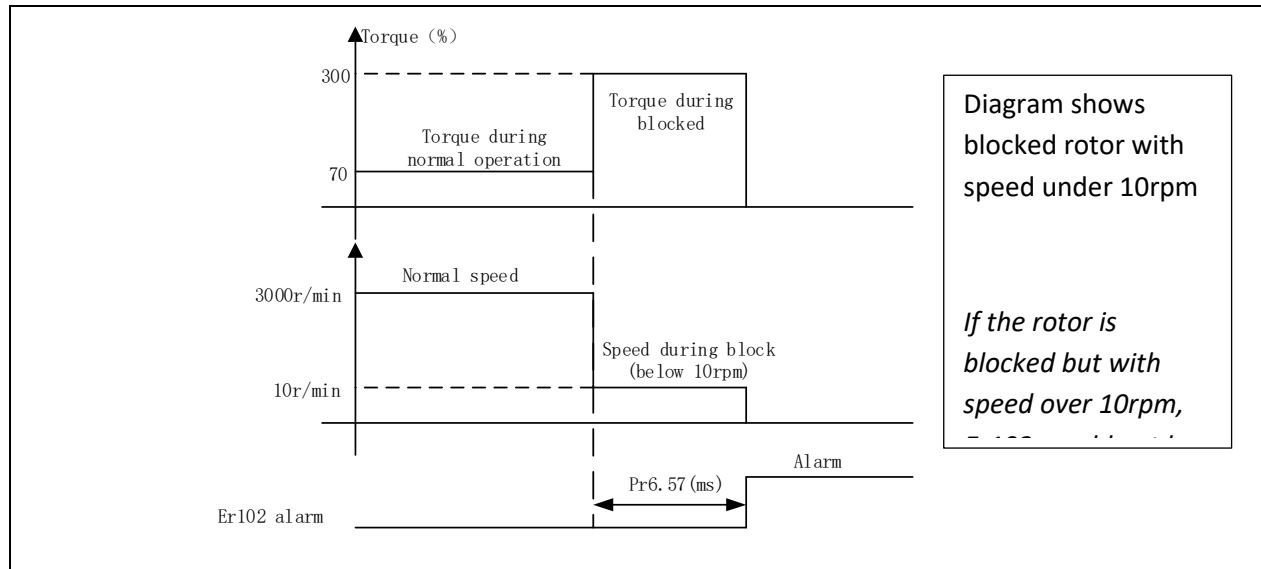 Torque (%)
300
Torque during
blocked
Torque during
normal operation
70
Normal speed
3000r/min
Speed during block
(below 10rpm)
10r/min
Alarm
Pr6.57(ms)
Er102 alarm
Diagram shows
blocked rotor with
speed under 10rpm
If the rotor is
blocked but with
speed over 10rpm,